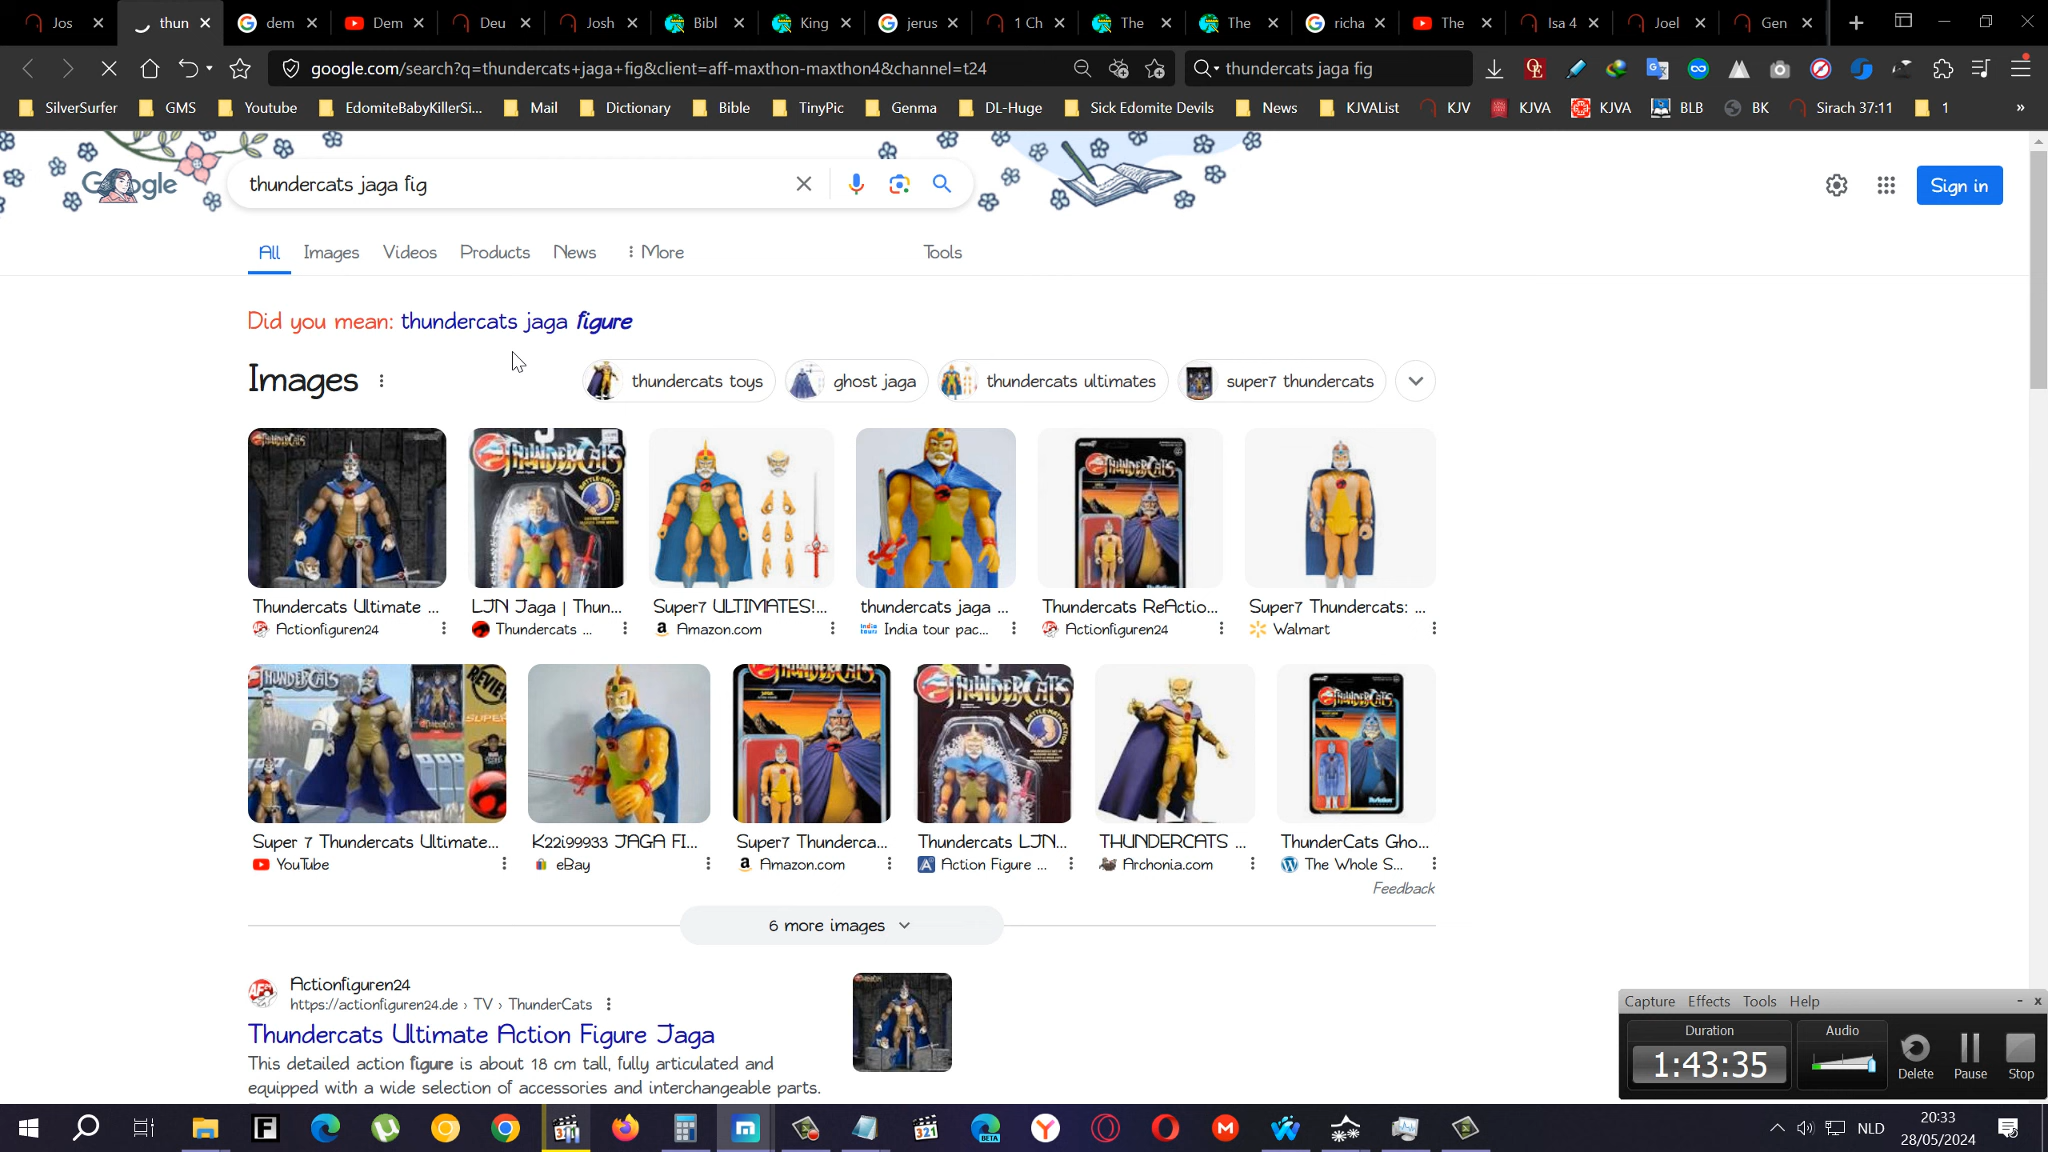 Jos
thun
dem
Dem
Deu
Josh
Bibl
King
jerus
1 Ch
The
The
richa
The
Isa 4
Joel
Gen
google.com/search?q=thundercats+jaga+fig&client=aff-maxthon-maxthon4&channel=t24
thundercats jaga fig
SilverSurfer
GMS
Youtube
EdomiteBabyKillerSi...
Mail
Dictionary
Bible
TinyPic
Genma
DL-Huge
Sick Edomite Devils
News
KJVAList
KJV
KJVA
KJVA
BLB
BK
Sirach 37:11
1
Google
thundercats jaga fig
Sign in
All
Images
Videos
Products
News
More
Tools
Did you mean: thundercats jaga figure
Images
thundercats toys
ghost jaga
thundercats ultimates
super7 thundercats
Thundercats Ultimate ...
Actionfiguren24
LJN Jaga | Thun...
Thundercats ...
Super7 ULTIMATES!...
Amazon.com
thundercats jaga ...
India tour pac...
Thundercats ReActio...
Actionfiguren24
Super7 Thundercats: ...
Walmart
Super 7 Thundercats Ultimate...
YouTube
K22i99933 JAGA FI...
eBay
Super7 Thunderca...
Amazon.com
Thundercats LJN...
Action Figure ...
THUNDERCATS ...
Archonia.com
ThunderCats Gho...
The Whole S...
Feedback
6 more images
Actionfiguren24
https://actionfiguren24.de › TV › ThunderCats
Thundercats Ultimate Action Figure Jaga
This detailed action figure is about 18 cm tall, fully articulated and
equipped with a wide selection of accessories and interchangeable parts.
Capture Effects Tools Help
Duration
Audio
1:43:35
Delete
Pause
Stop
NLD
20:33
28/05/2024